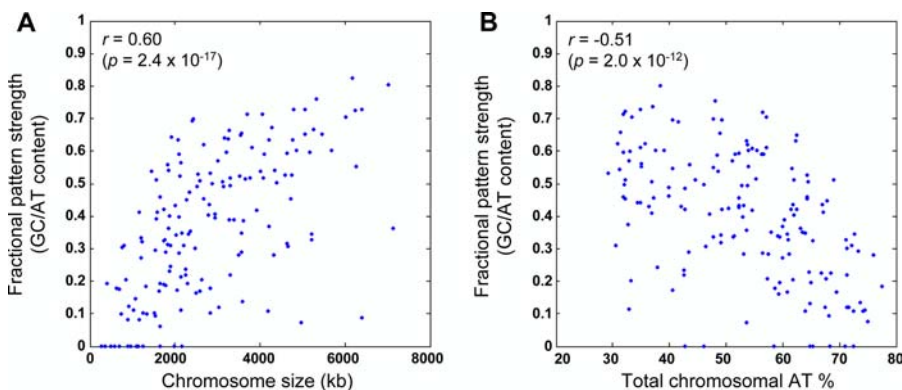 A
r = 0.60
(p = 2.4 x 10⁻¹⁷)
Fractional pattern strength
(GC/AT content)
1
0.9
0.8
0.7
0.6
0.5
0.4
0.3
0.2
0.1
0
0 2000 4000 6000 8000
Chromosome size (kb)
B
r = -0.51
(p = 2.0 x 10⁻¹²)
Fractional pattern strength
(GC/AT content)
1
0.9
0.8
0.7
0.6
0.5
0.4
0.3
0.2
0.1
0
20 30 40 50 60 70 80
Total chromosomal AT %